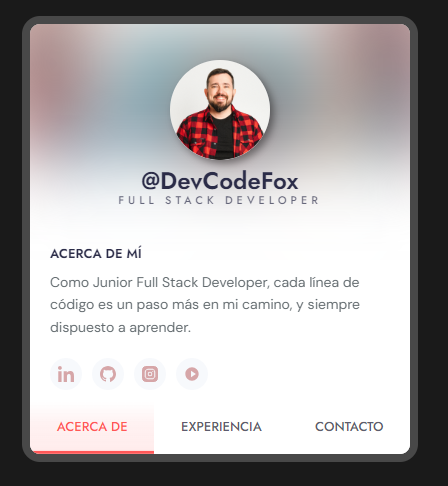 @DevCodeFox
FULL STACK DEVELOPER
ACERCA DE MÍ
Como Junior Full Stack Developer, cada línea de
código es un paso más en mi camino, y siempre
dispuesto a aprender.
in
ACERCA DE
EXPERIENCIA
CONTACTO